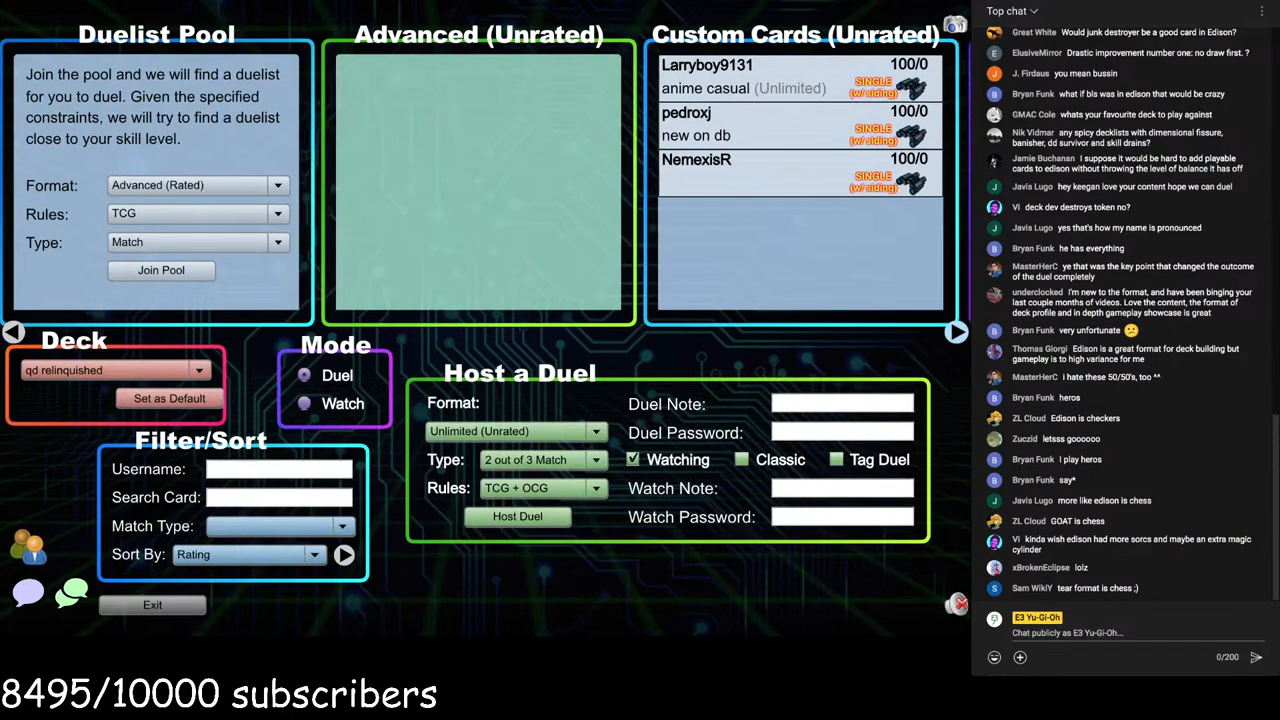 Duelist Pool
Join the pool and we will find a duelist
for you to duel. Given the specified
constraints, we will try to find a duelist
close to your skill level.
Format: Advanced (Rated)
Rules: TCG
Type: Match
Join Pool
Advanced (Unrated)
Custom Cards (Unrated)
Larryboy9131 100/0
anime casual (Unlimited) SINGLE
(w/ siding)
pedroxj 100/0
new on db SINGLE
(w/ siding)
NemexisR 100/0
SINGLE
(w/ siding)
Deck
qd relinquished
Set as Default
Mode
Duel
Watch
Filter/Sort
Username:
Search Card:
Match Type:
Sort By: Rating
Exit
Host a Duel
Format:
Unlimited (Unrated)
Type: 2 out of 3 Match
Rules: TCG + OCG
Host Duel
Duel Note:
Duel Password:
Watching Classic Tag Duel
Watch Note:
Watch Password:
8495/10000 subscribers
Top chat
Great White Would junk destroyer be a good card in Edison?
ElusiveMirror Drastic improvement number one: no draw first. ?
J. Firdaus you mean bussin
Bryan Funk what if bls was in edison that would be crazy
GMAC Cole whats your favourite deck to play against
Nik Vidmar any spicy decklists with dimensional fissure,
banisher, dd survivor and skill drains?
Jamie Buchanan I suppose it would be hard to add playable
cards to edison without throwing the level of balance it has off
Javis Lugo hey keegan love your content hope we can duel
Vi deck dev destroys token no?
Javis Lugo yes that's how my name is pronounced
Bryan Funk he has everything
MasterHerC ye that was the key point that changed the outcome
of the duel completely
underclocked I'm new to the format, and have been binging your
last couple months of videos. Love the content, the format of
deck profile and in depth gameplay showcase is great
Bryan Funk very unfortunate 😕
Thomas Giorgi Edison is a great format for deck building but
gameplay is to high variance for me
MasterHerC i hate these 50/50's, too ^^
Bryan Funk heros
ZL Cloud Edison is checkers
Zuczid letsss goooooo
Bryan Funk I play heros
Bryan Funk say*
Javis Lugo more like edison is chess
ZL Cloud GOAT is chess
Vi kinda wish edison had more sorcs and maybe an extra magic
cylinder
xBrokenEclipse lolz
Sam WikiY tear format is chess ;)
E3 Yu-Gi-Oh
Chat publicly as E3 Yu-Gi-Oh...
0/200